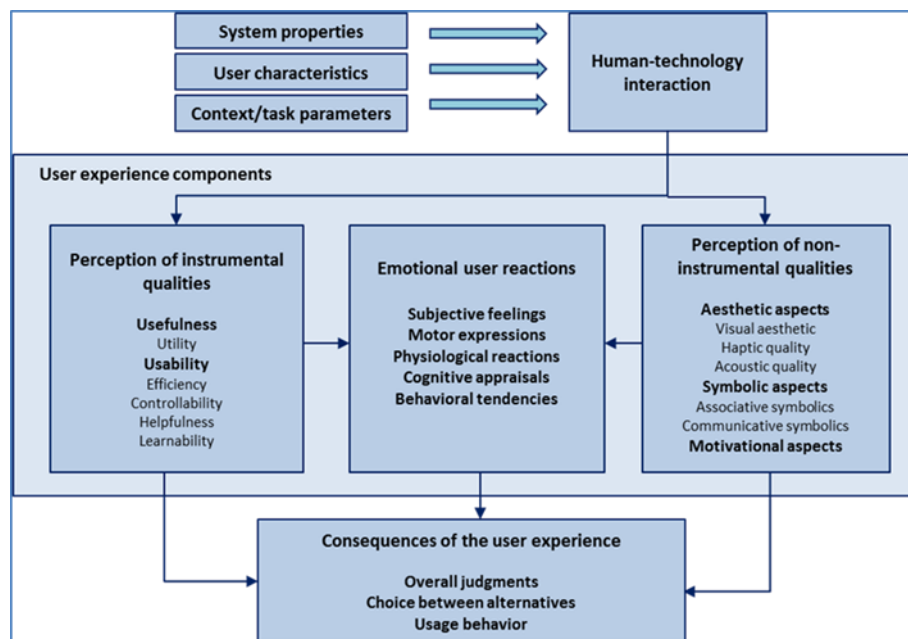 System properties
User characteristics
Context/task parameters
Human-technology
interaction
User experience components
Perception of instrumental
qualities
Usefulness
Utility
Usability
Efficiency
Controllability
Helpfulness
Learnability
Emotional user reactions
Subjective feelings
Motor expressions
Physiological reactions
Cognitive appraisals
Behavioral tendencies
Perception of non-
instrumental qualities
Aesthetic aspects
Visual aesthetic
Haptic quality
Acoustic quality
Symbolic aspects
Associative symbolics
Communicative symbolics
Motivational aspects
Consequences of the user experience
Overall judgments
Choice between alternatives
Usage behavior